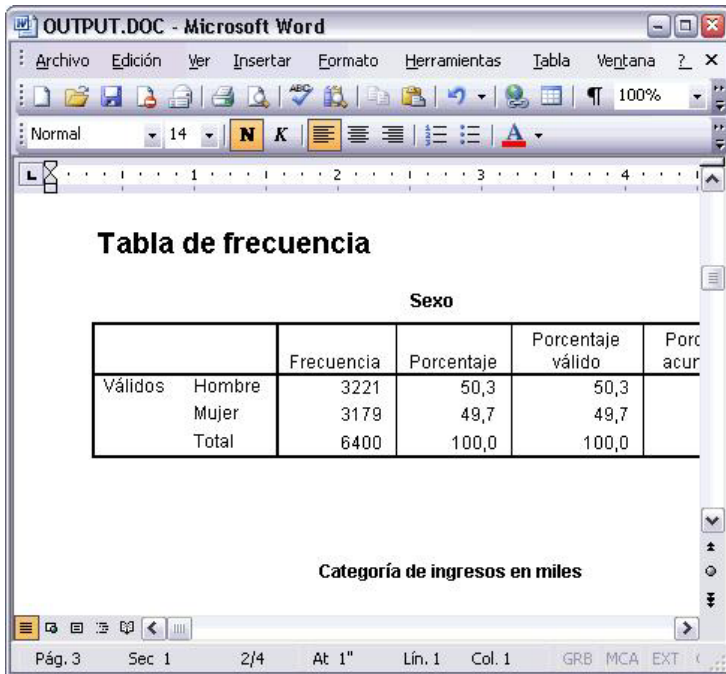 OUTPUT.DOC - Microsoft Word
Archivo Edición Ver Insertar Formato Herramientas Tabla Ventana ?
ABC 100%
Normal 14 N K A
1 2 3 4
Tabla de frecuencia
Sexo
Frecuencia Porcentaje Porcentaje válido Porc acur
Válidos Hombre 3221 50,3 50,3
Mujer 3179 49,7 49,7
Total 6400 100,0 100,0
Categoría de ingresos en miles
Pág. 3 Sec 1 2/4 At 1" Lín. 1 Col. 1 GRB MCA EXT